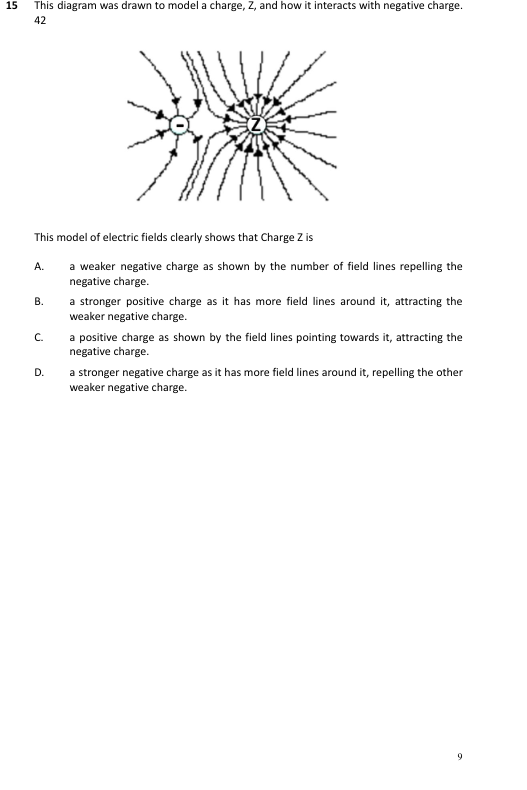 15 This diagram was drawn to model a charge, Z, and how it interacts with negative charge.
42
- Z
This model of electric fields clearly shows that Charge Z is
A. a weaker negative charge as shown by the number of field lines repelling the
negative charge.
B. a stronger positive charge as it has more field lines around it, attracting the
weaker negative charge.
C. a positive charge as shown by the field lines pointing towards it, attracting the
negative charge.
D. a stronger negative charge as it has more field lines around it, repelling the other
weaker negative charge.
9